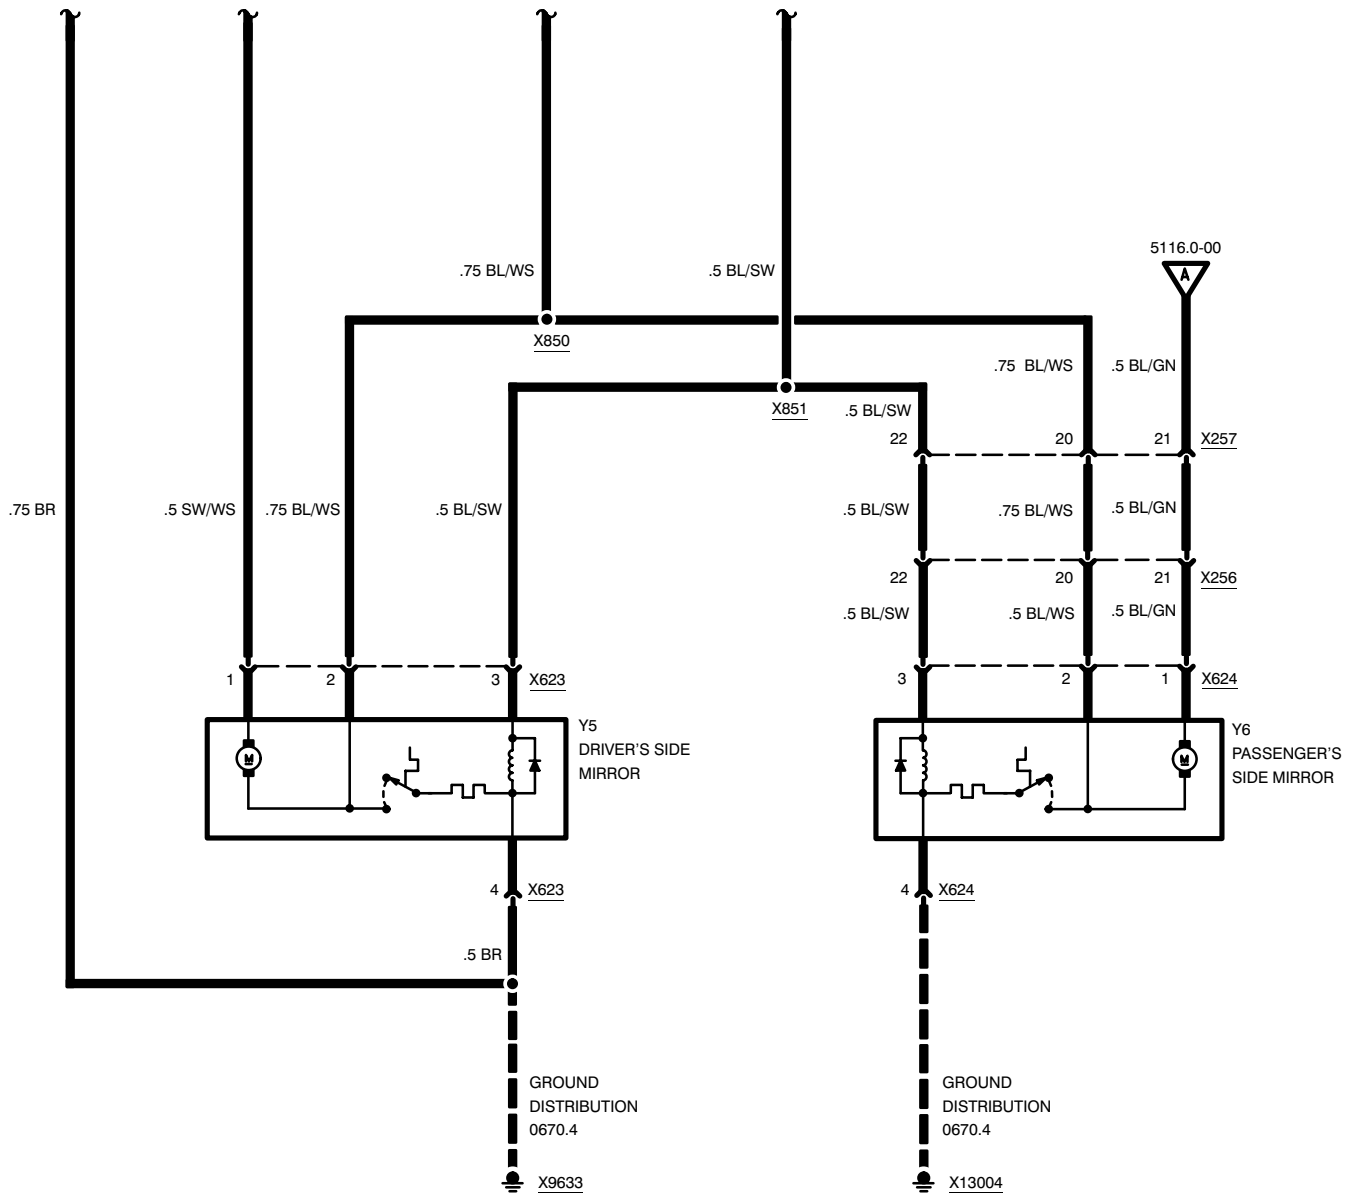 5116.0-00
A
.75 BL/WS
.5 BL/SW
X850
.75 BL/WS
.5 BL/GN
X851
.5 BL/SW
22
20
21
X257
.75 BR
.5 SW/WS
.75 BL/WS
.5 BL/SW
.5 BL/SW
.75 BL/WS
.5 BL/GN
22
20
21
X256
.5 BL/SW
.5 BL/WS
.5 BL/GN
1
2
3
X623
3
2
1
X624
Y5
DRIVER'S SIDE
MIRROR
M
Y6
PASSENGER'S
SIDE MIRROR
M
4
X623
4
X624
.5 BR
GROUND
DISTRIBUTION
0670.4
GROUND
DISTRIBUTION
0670.4
X9633
X13004